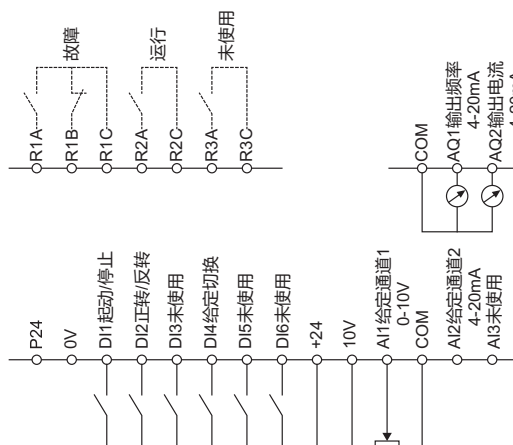 R1A
R1B
R1C
R2A
R2C
R3A
R3C
故障
运行
未使用
COM
AQ1输出频率
4-20mA
AQ2输出电流
P24
0V
DI1起动/停止
DI2正转/反转
DI3未使用
DI4给定切换
DI5未使用
DI6未使用
+24
10V
AI1给定通道1
0-10V
COM
AI2给定通道2
4-20mA
AI3未使用